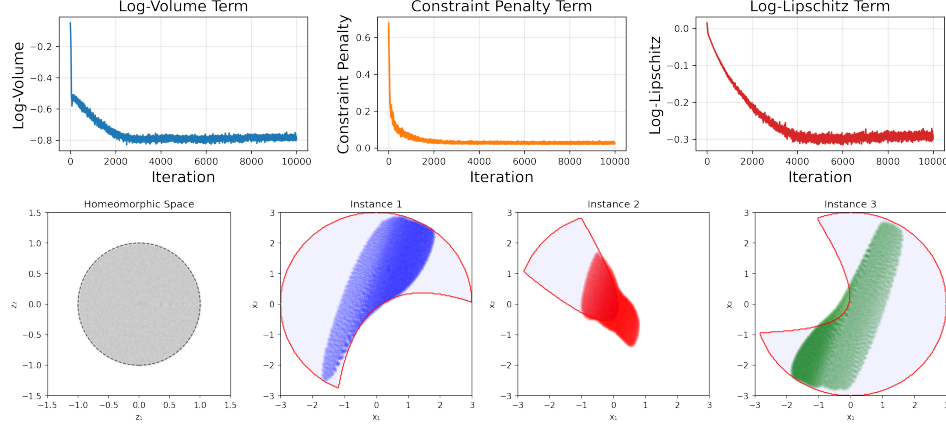 Log-Volume Term
Constraint Penalty Term
Log-Lipschitz Term
Log-Volume
−0.2
−0.4
−0.6
−0.8
0 2000 4000 6000 8000 10000
Iteration
Constraint Penalty
0.6
0.4
0.2
0.0
0 2000 4000 6000 8000 10000
Iteration
Log-Lipschitz
0.0
−0.1
−0.2
−0.3
0 2000 4000 6000 8000 10000
Iteration
Homeomorphic Space
z₂
1.5
1.0
0.5
0.0
−0.5
−1.0
−1.5
−1.5 −1.0 −0.5 0.0 0.5 1.0 1.5
z₁
Instance 1
x₂
3
2
1
0
−1
−2
−3
−3 −2 −1 0 1 2 3
x₁
Instance 2
x₂
3
2
1
0
−1
−2
−3
−3 −2 −1 0 1 2 3
x₁
Instance 3
x₂
3
2
1
0
−1
−2
−3
−3 −2 −1 0 1 2 3
x₁